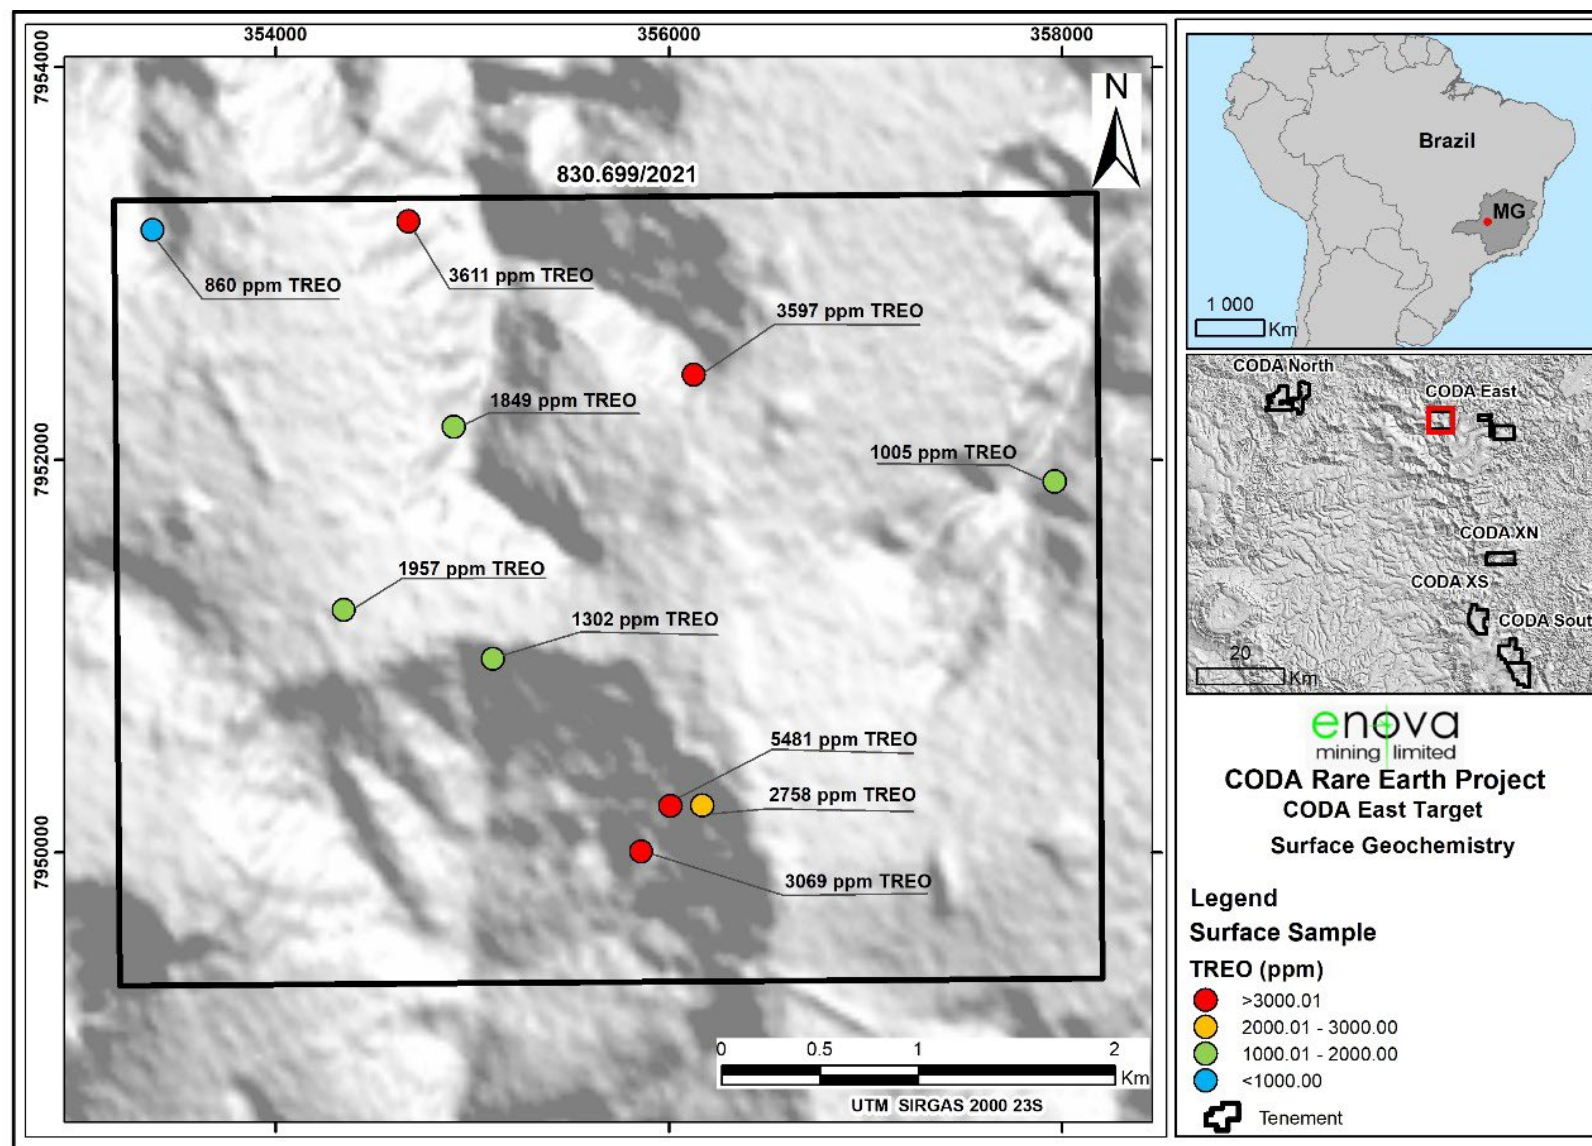 354000
356000
358000
7954000
7952000
7950000
N
830.699/2021
860 ppm TREO
3611 ppm TREO
3597 ppm TREO
1849 ppm TREO
1005 ppm TREO
1957 ppm TREO
1302 ppm TREO
5481 ppm TREO
2758 ppm TREO
3069 ppm TREO
0 0.5 1 2
Km
UTM SIRGAS 2000 23S
Brazil
MG
1 000
Km
CODA North
CODA East
CODA XN
CODA XS
CODA Sout
20
Km
enova
mining limited
CODA Rare Earth Project
CODA East Target
Surface Geochemistry
Legend
Surface Sample
TREO (ppm)
>3000.01
2000.01 - 3000.00
1000.01 - 2000.00
<1000.00
Tenement